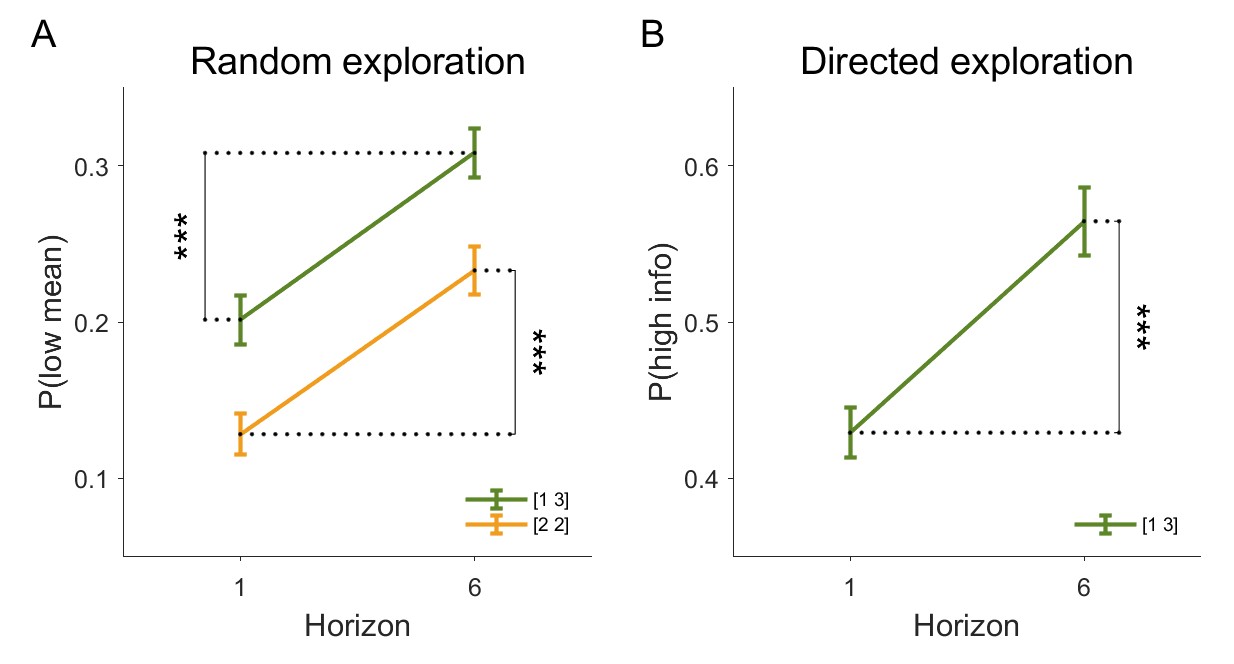 A
Random exploration
P(low mean)
0.3
0.2
0.1
***
***
[1 3]
[2 2]
1
6
Horizon
B
Directed exploration
P(high info)
0.6
0.5
0.4
***
[1 3]
1
6
Horizon